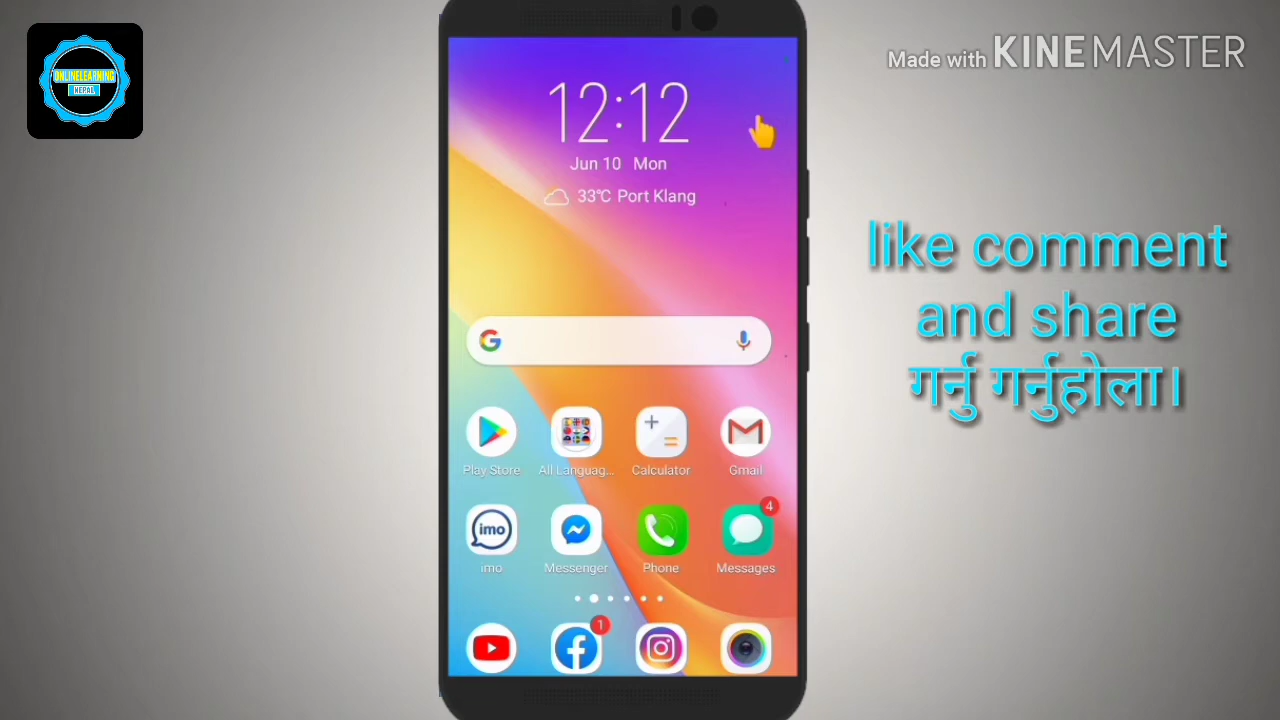 ONLINELEARNING
NEPAL
Made with KINEMASTER
12:12
Jun 10 Mon
33℃ Port Klang
like comment
and share
गर्नु गर्नुहोला।
Play Store
All Languag...
Calculator
Gmail
4
imo
imo
Messenger
Phone
Messages
1